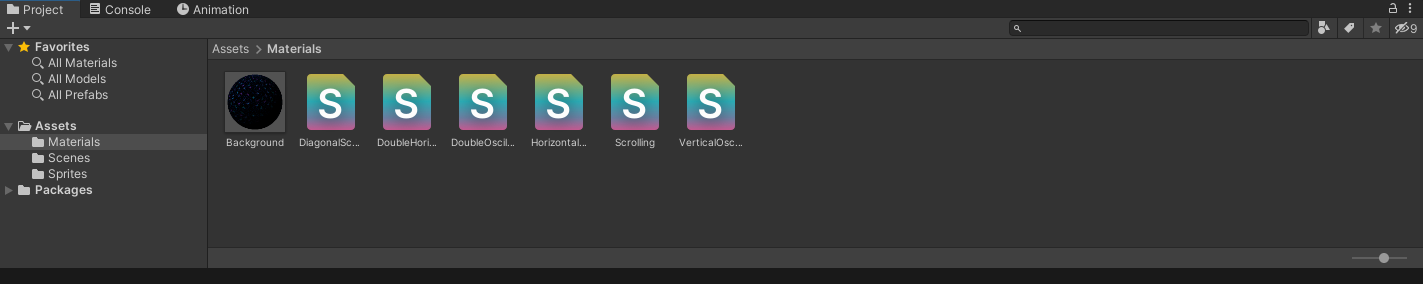 Project Console Animation
9
Favorites
All Materials
All Models
All Prefabs
Assets
Materials
Scenes
Sprites
Packages
Assets > Materials
S S S S S S
Background DiagonalSc... DoubleHori... DoubleOscil... Horizontal... Scrolling VerticalOsc...